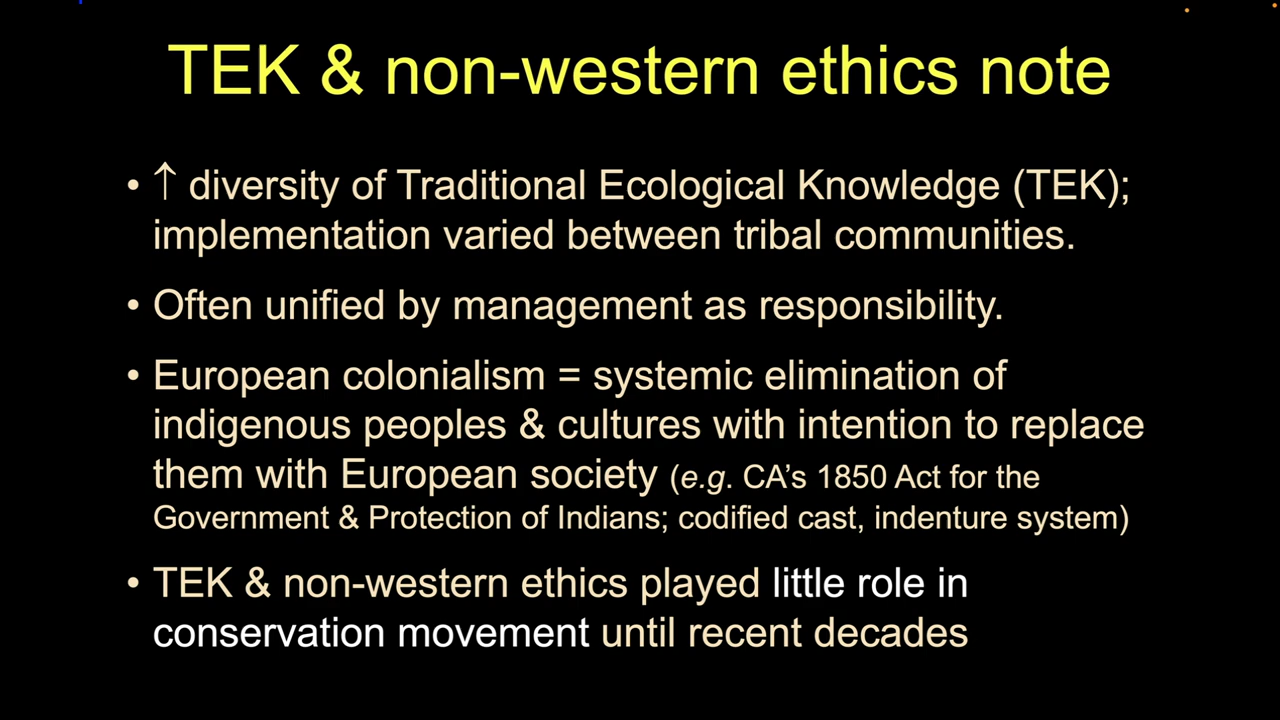 TEK & non-western ethics note
• ↑ diversity of Traditional Ecological Knowledge (TEK);
implementation varied between tribal communities.
• Often unified by management as responsibility.
• European colonialism = systemic elimination of
indigenous peoples & cultures with intention to replace
them with European society (e.g. CA's 1850 Act for the
Government & Protection of Indians; codified cast, indenture system)
• TEK & non-western ethics played little role in
conservation movement until recent decades